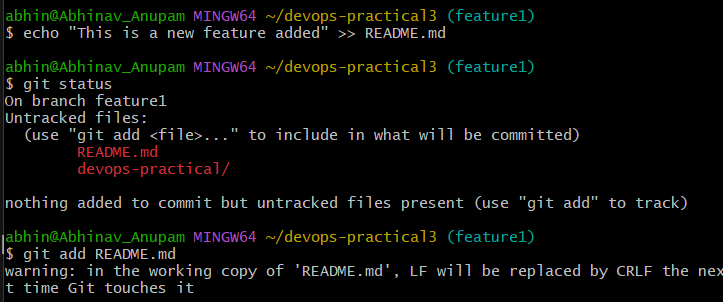 abhin@Abhinav_Anupam MINGW64 ~/devops-practical3 (feature1)
$ echo "This is a new feature added" >> README.md

abhin@Abhinav_Anupam MINGW64 ~/devops-practical3 (feature1)
$ git status
On branch feature1
Untracked files:
  (use "git add <file>..." to include in what will be committed)
        README.md
        devops-practical/

nothing added to commit but untracked files present (use "git add" to track)

abhin@Abhinav_Anupam MINGW64 ~/devops-practical3 (feature1)
$ git add README.md
warning: in the working copy of 'README.md', LF will be replaced by CRLF the nex
t time Git touches it